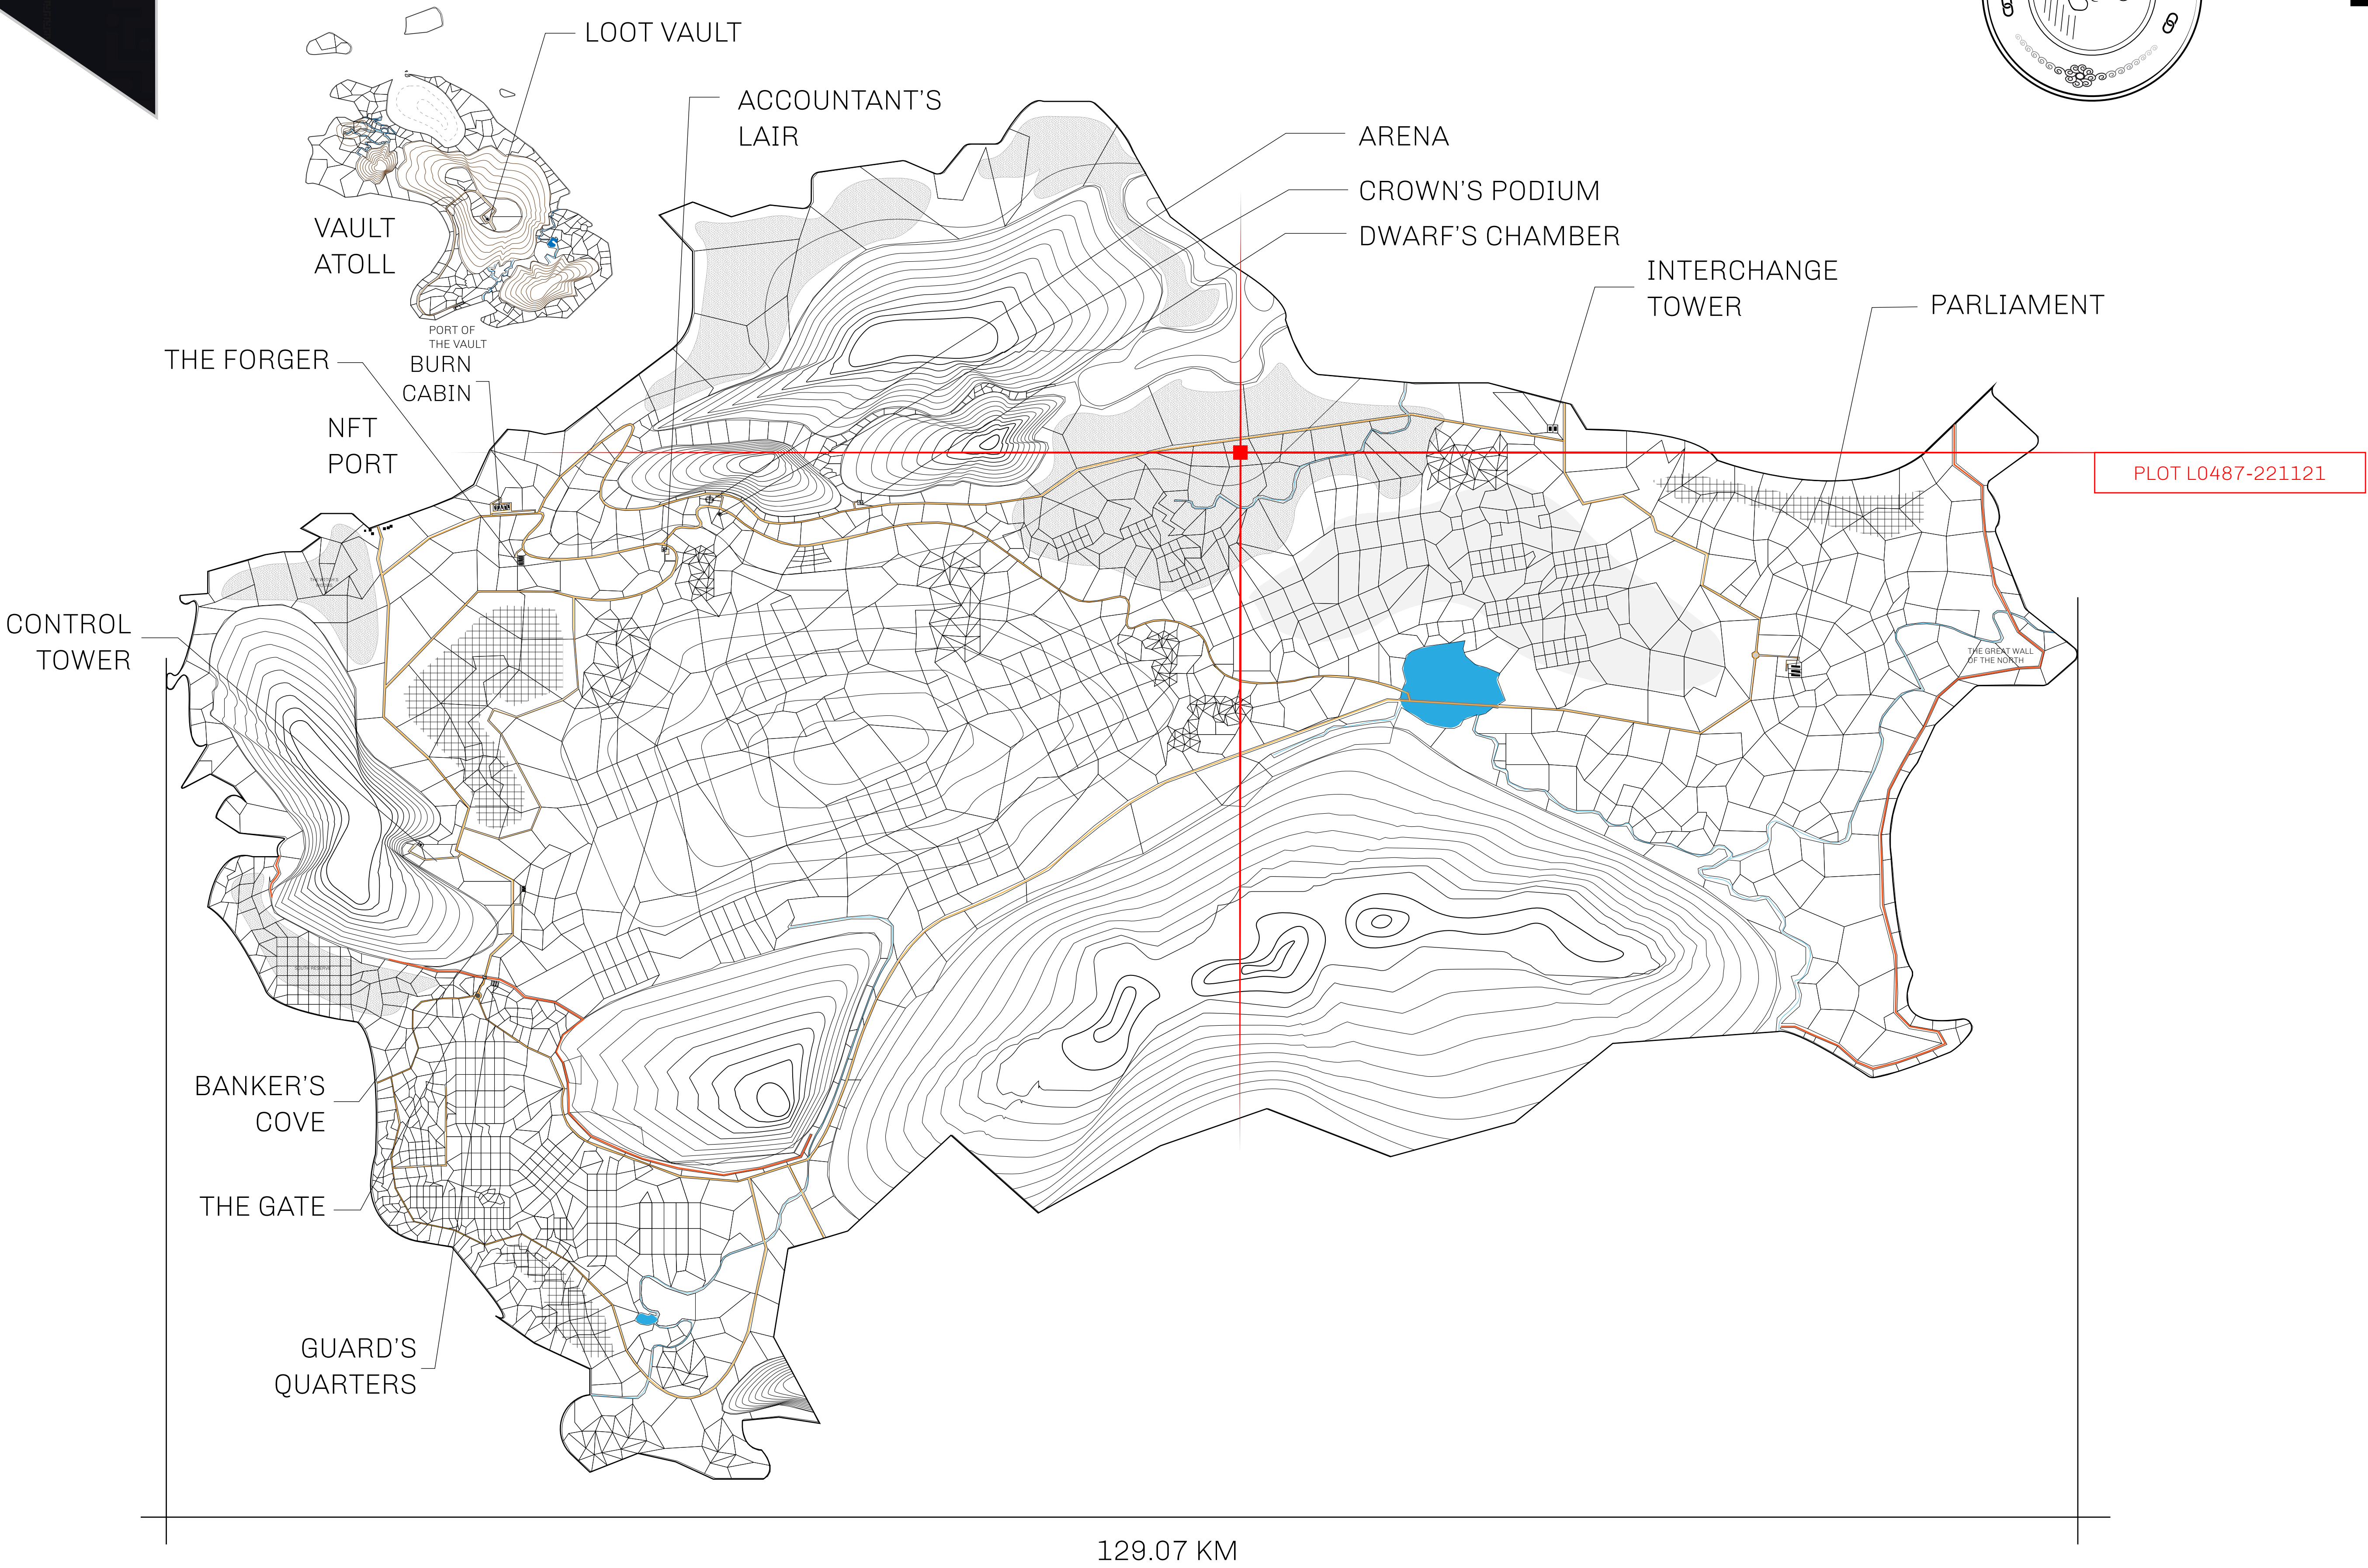 LOOT VAULT
ACCOUNTANT'S
LAIR
ARENA
CROWN'S PODIUM
DWARF'S CHAMBER
VAULT
ATOLL
INTERCHANGE
TOWER
PARLIAMENT
PORT OF
THE VAULT
THE FORGER
BURN
CABIN
NFT
PORT
PLOT L0487-221121
CONTROL
TOWER
THE GREAT WALL
OF THE NORTH
SOUTH RESERVE
BANKER'S
COVE
THE GATE
GUARD'S
QUARTERS
129.07 KM